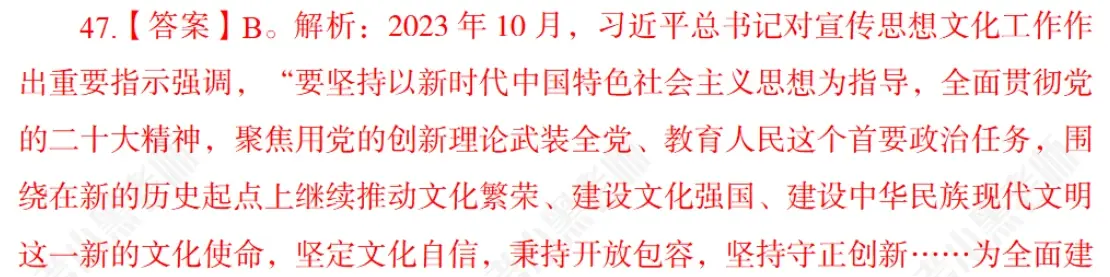 47.【答案】B。解析：2023 年 10 月，习近平总书记对宣传思想文化工作作
出重要指示强调，“要坚持以新时代中国特色社会主义思想为指导，全面贯彻党
的二十大精神，聚焦用党的创新理论武装全党、教育人民这个首要政治任务，围
绕在新的历史起点上继续推动文化繁荣、建设文化强国、建设中华民族现代文明
这一新的文化使命，坚定文化自信，秉持开放包容，坚持守正创新……为全面建